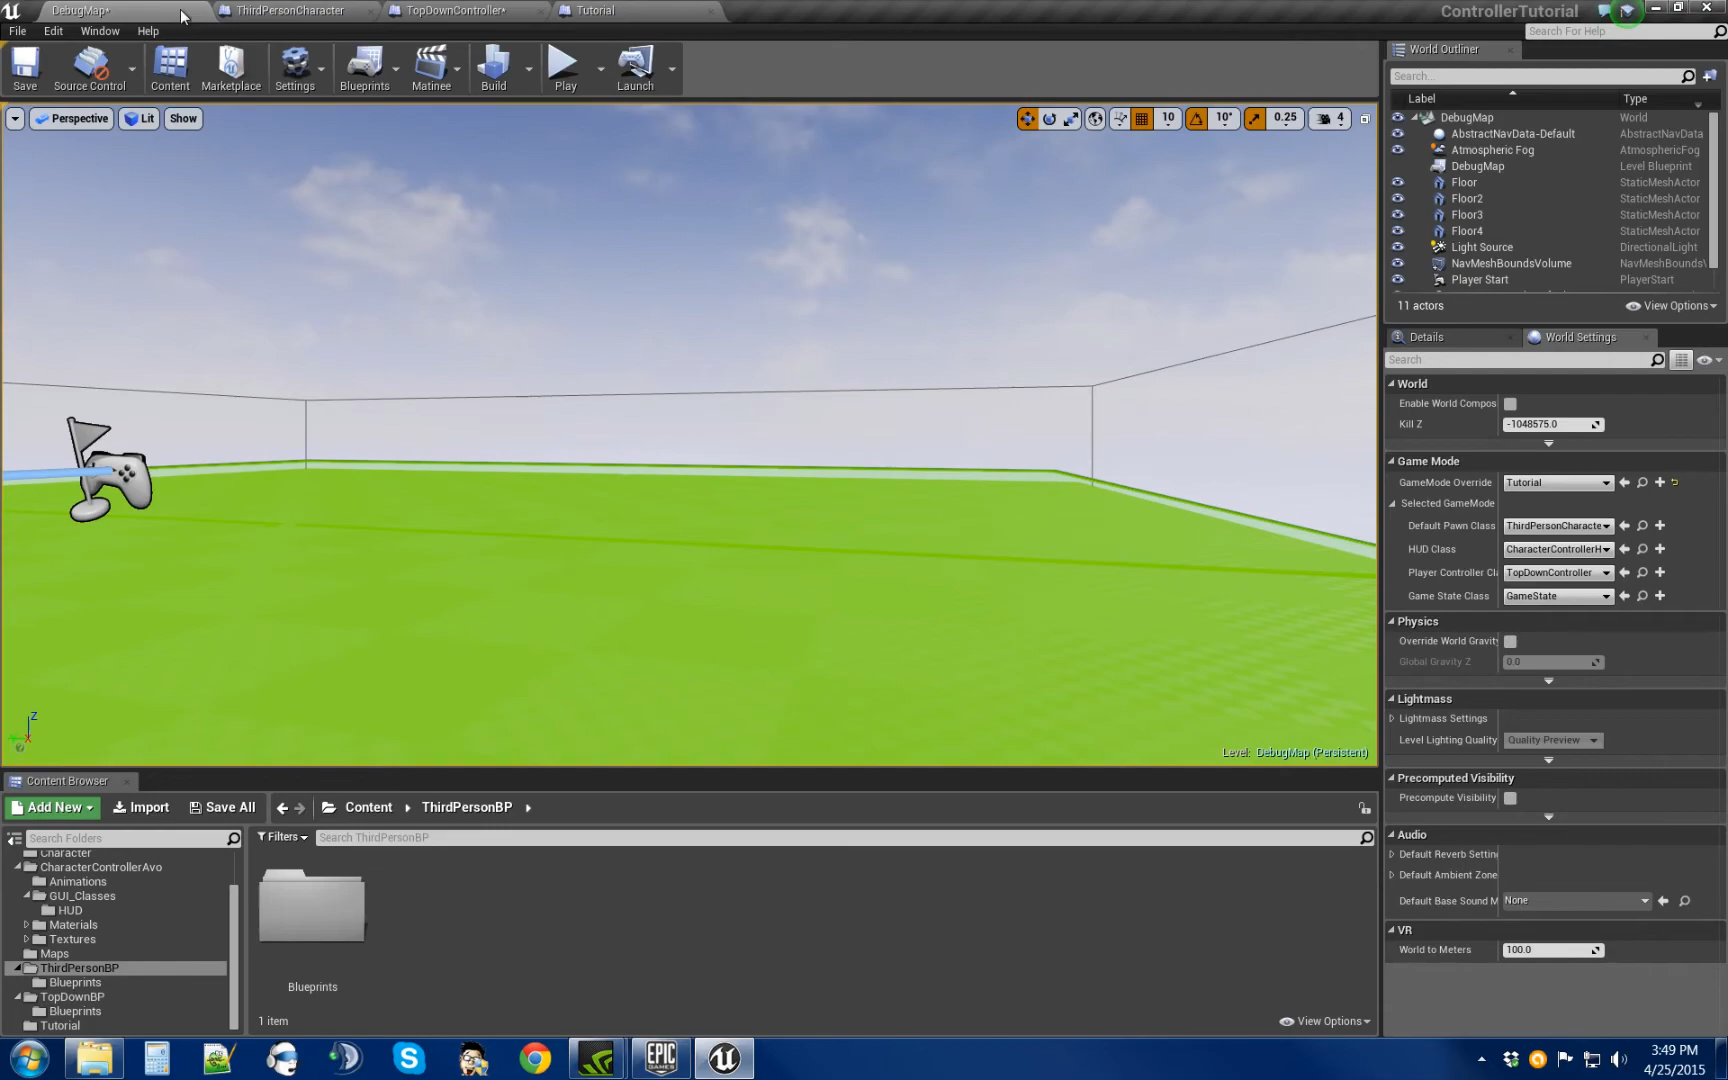 DebugMap*
ThirdPersonCharacter
TopDownController*
Tutorial
ControllerTutorial
File Edit Window Help
Search For Help
Save
Source Control
Content
Marketplace
Settings
Blueprints
Matinee
Build
Play
Launch
Perspective
Lit
Show
10
10°
0.25
4
Z
X
Level: DebugMap (Persistent)
World Outliner
Search...
Label Type
DebugMap World
AbstractNavData-Default AbstractNavData
Atmospheric Fog AtmosphericFog
DebugMap Level Blueprint
Floor StaticMeshActor
Floor2 StaticMeshActor
Floor3 StaticMeshActor
Floor4 StaticMeshActor
Light Source DirectionalLight
NavMeshBoundsVolume NavMeshBounds\
Player Start PlayerStart
11 actors
View Options
Details
World Settings
Search
World
Enable World Compos
Kill Z -1048575.0
Game Mode
GameMode Override Tutorial
Selected GameMode
Default Pawn Class ThirdPersonCharacte
HUD Class CharacterControllerH
Player Controller Cl TopDownController
Game State Class GameState
Physics
Override World Gravit
Global Gravity Z 0.0
Lightmass
Lightmass Settings
Level Lighting Quality Quality Preview
Precomputed Visibility
Precompute Visibility
Audio
Default Reverb Settin
Default Ambient Zone
Default Base Sound M None
VR
World to Meters 100.0
Content Browser
Add New
Import
Save All
Content
ThirdPersonBP
Search Folders
Filters
Search ThirdPersonBP
Character
CharacterControllerAvo
Animations
GUI_Classes
HUD
Materials
Textures
Maps
ThirdPersonBP
Blueprints
TopDownBP
Blueprints
Tutorial
Blueprints
1 item
View Options
EPIC
GAMES
3:49 PM
4/25/2015